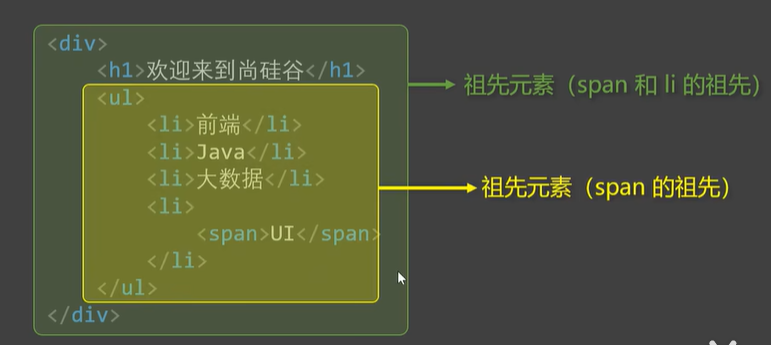 <div>
<h1>欢迎来到尚硅谷</h1>
祖先元素（span 和 li 的祖先）
<ul>
<li>前端</li>
<li>Java</li>
<li>大数据</li>
祖先元素（span 的祖先）
<li>
<span>UI</span>
</li>
</ul>
</div>